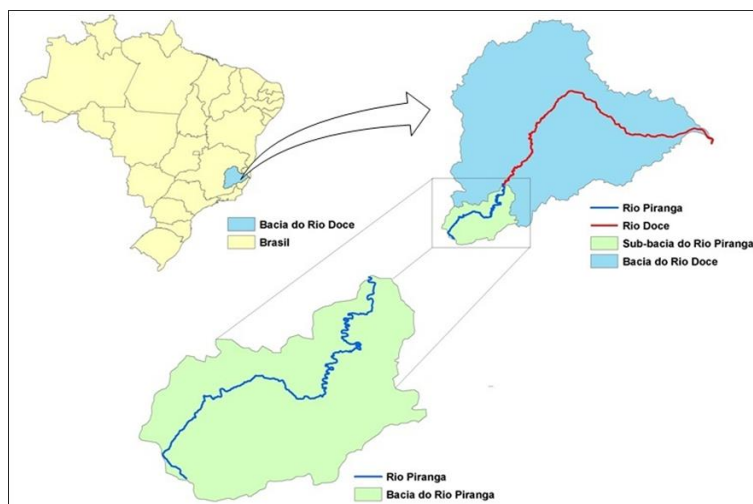 Bacia do Rio Doce
Brasil
Rio Piranga
Rio Doce
Sub-bacia do Rio Piranga
Bacia do Rio Doce
Rio Piranga
Bacia do Rio Piranga